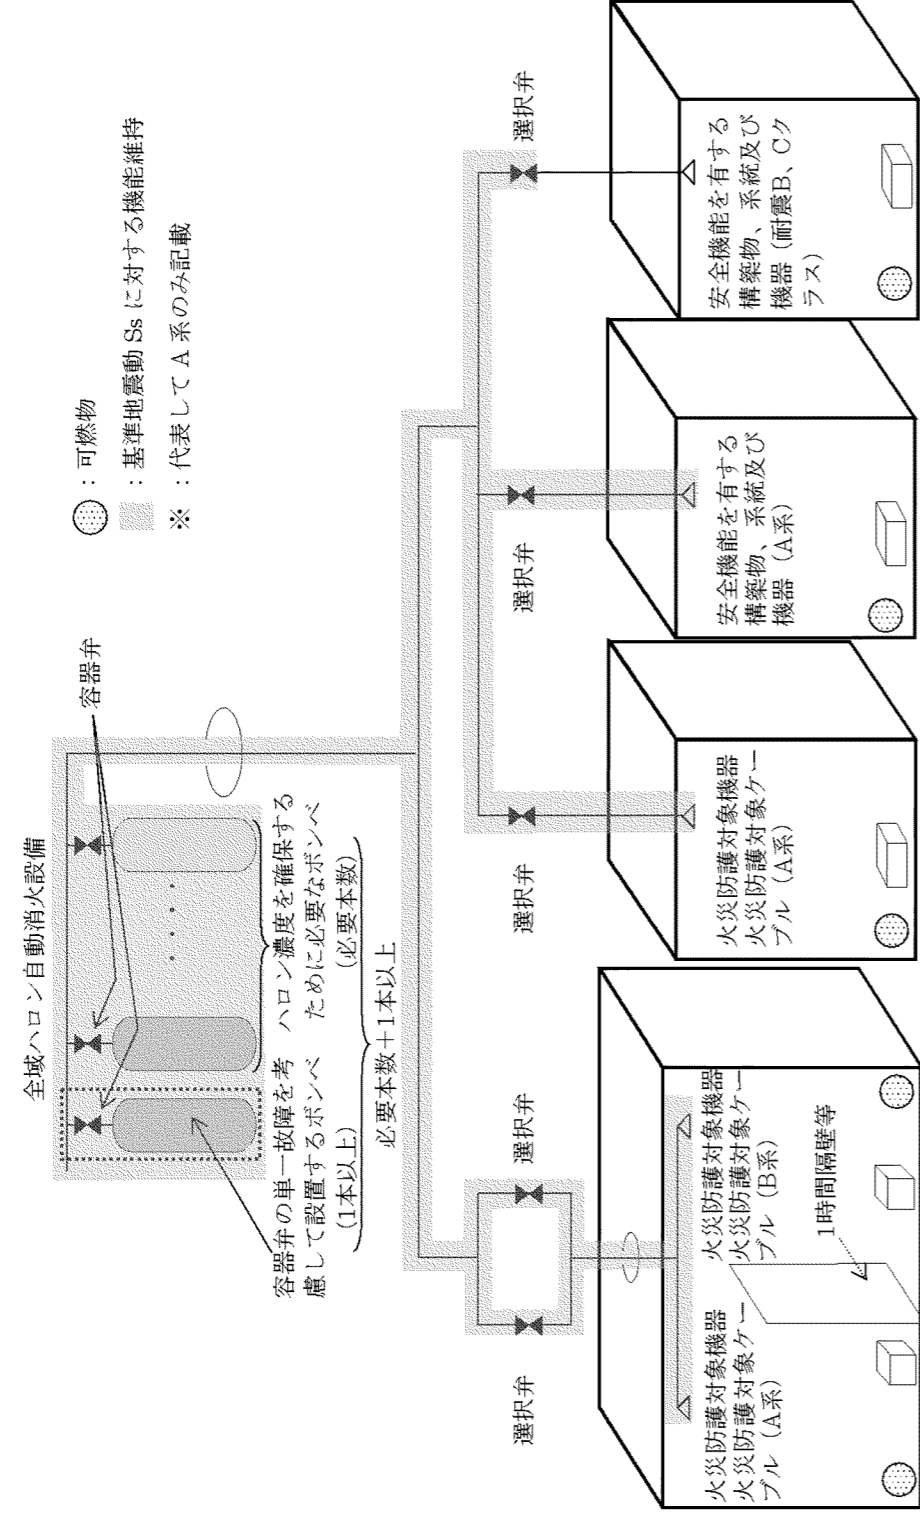 全域ハロン自動消火設備
容器弁
：可燃物
：基準地震動 Ss に対する機能維持
※：代表して A 系のみ記載
容器弁の単一故障を考
慮して設置するボンベ
（1本以上）
ハロン濃度を確保する
ために必要なボンベ
（必要本数）
必要本数＋1本以上
選択弁
選択弁
選択弁
選択弁
選択弁
火災防護対象機器
火災防護対象ケー
ブル（A系）
火災防護対象機器
火災防護対象ケー
ブル（B系）
1時間隔壁等
火災防護対象機器
火災防護対象ケー
ブル（A系）
安全機能を有する
構築物、系統及び
機器（A系）
安全機能を有する
構築物、系統及び
機器（耐震B、Cク
ラス）